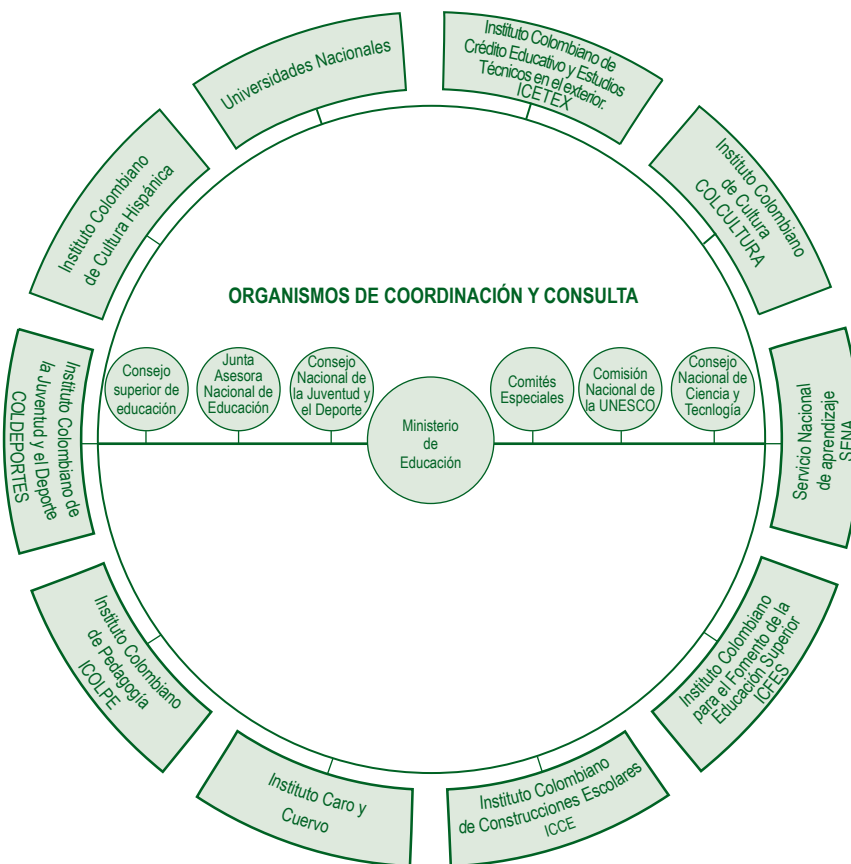 Universidades Nacionales
Instituto Colombiano de
Crédito Educativo y Estudios
Técnicos en el exterior.
ICETEX
Instituto Colombiano
de Cultura
COLCULTURA
Servicio Nacional
de aprendizaje
SENA
Instituto Colombiano
para el Fomento de la
Educación Superior
ICFES
Instituto Colombiano
de Construcciones Escolares
ICCE
Instituto Caro y
Cuervo
Instituto Colombiano
de Pedagogía
ICOLPE
Instituto Colombiano de
la Juventud y el Deporte
COLDEPORTES
Instituto Colombiano
de Cultura Hispánica
ORGANISMOS DE COORDINACIÓN Y CONSULTA
Consejo
superior de
educación
Junta
Asesora
Nacional de
Educación
Consejo
Nacional de
la Juventud y
el Deporte
Ministerio
de
Educación
Comités
Especiales
Comisión
Nacional de
la UNESCO
Consejo
Nacional de
Ciencia y
Tecnlogía